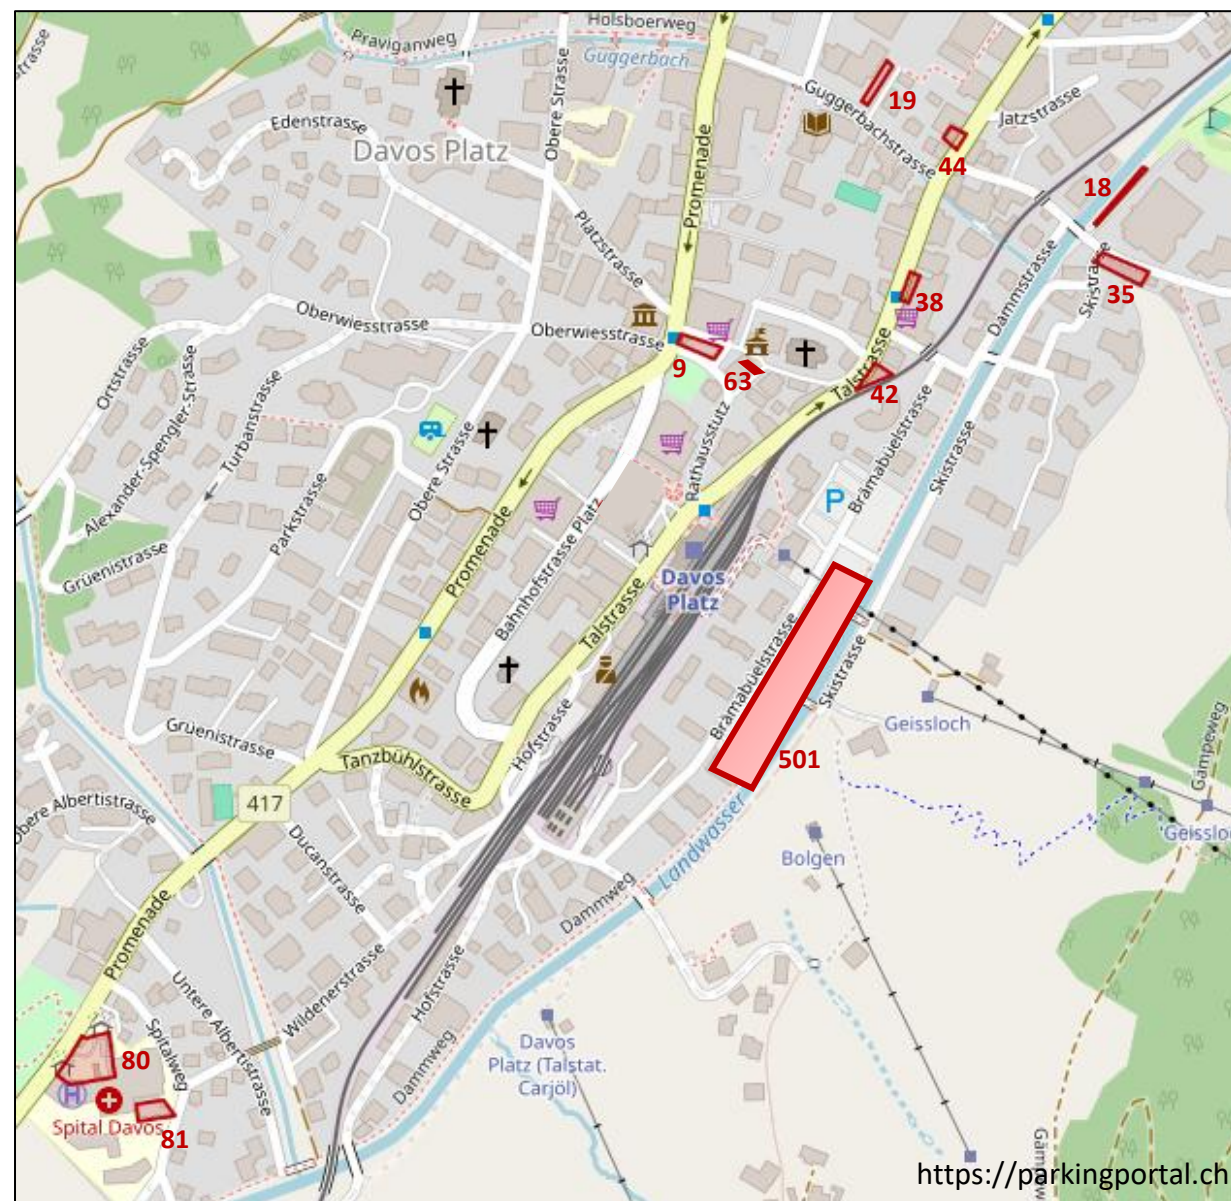 Holsboerweg
Praviganweg
Guggerbach
Obere Strasse
Edenstrasse
Davos Platz
Promenade
19
Guggerbachstrasse
Jatzstrasse
44
18
Platzstrasse
Dammstrasse
Skistrasse
35
38
Oberwiesstrasse
Oberwiesstrasse
9
63
Talstrasse
42
Ortstrasse
Alexander-Spengler-Strasse
Turbanstrasse
Obere Strasse
Rathausstutz
Brämabüelstrasse
Skistrasse
P
Parkstrasse
Grüenistrasse
Promenade
Bahnhofstrasse Platz
Davos
Platz
Talstrasse
Brämabüelstrasse
Skistrasse
Geissloch
Gämpeweg
Grüenistrasse
Tanzbühlstrasse
Hofstrasse
501
417
Obere Albertistrasse
Ducanstrasse
Landwasser
Bolgen
Dammweg
Promenade
Wildenerstrasse
Hofstrasse
Untere Albertistrasse
Spitalweg
80
H
Spital Davos
81
Dammweg
Davos
Platz (Talstat.
Carjöl)
https://parkingportal.ch